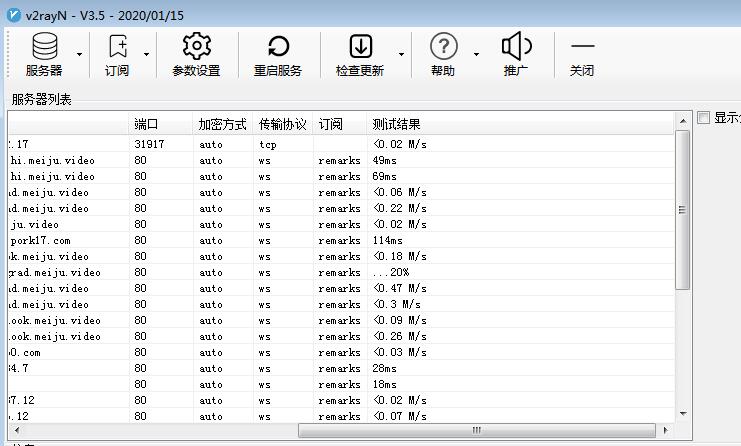 v2rayN - V3.5 - 2020/01/15
服务器 订阅 参数设置 重启服务 检查更新 帮助 推广 关闭
服务器列表
显示
端口 加密方式 传输协议 订阅 测试结果
2.17 31917 auto tcp <0.02 M/s
hi.meiju.video 80 auto ws remarks 49ms
hi.meiju.video 80 auto ws remarks 69ms
ad.meiju.video 80 auto ws remarks <0.06 M/s
ad.meiju.video 80 auto ws remarks <0.22 M/s
ju.video 80 auto ws remarks <0.02 M/s
pork17.com 80 auto ws remarks 114ms
ok.meiju.video 80 auto ws remarks <0.18 M/s
grad.meiju.video 80 auto ws remarks ...20%
ad.meiju.video 80 auto ws remarks <0.47 M/s
ad.meiju.video 80 auto ws remarks <0.3 M/s
look.meiju.video 80 auto ws remarks <0.09 M/s
look.meiju.video 80 auto ws remarks <0.26 M/s
60.com 80 auto ws remarks <0.03 M/s
34.7 80 auto ws remarks 28ms
80 auto ws remarks 18ms
37.12 80 auto ws remarks <0.02 M/s
.12 80 auto ws remarks <0.07 M/s